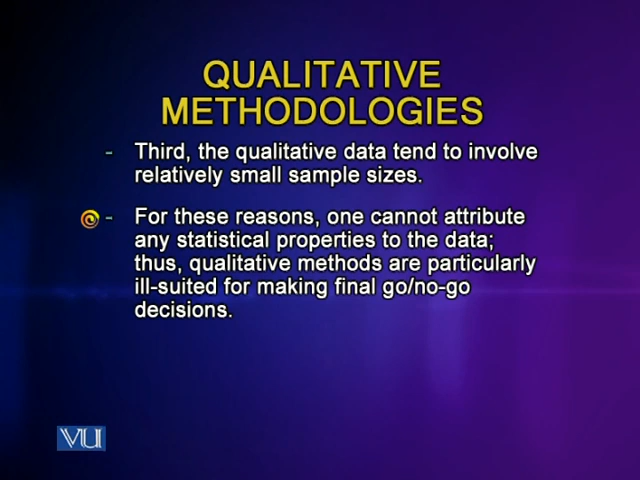 QUALITATIVE
METHODOLOGIES
- Third, the qualitative data tend to involve
relatively small sample sizes.
- For these reasons, one cannot attribute
any statistical properties to the data;
thus, qualitative methods are particularly
ill-suited for making final go/no-go
decisions.
VU